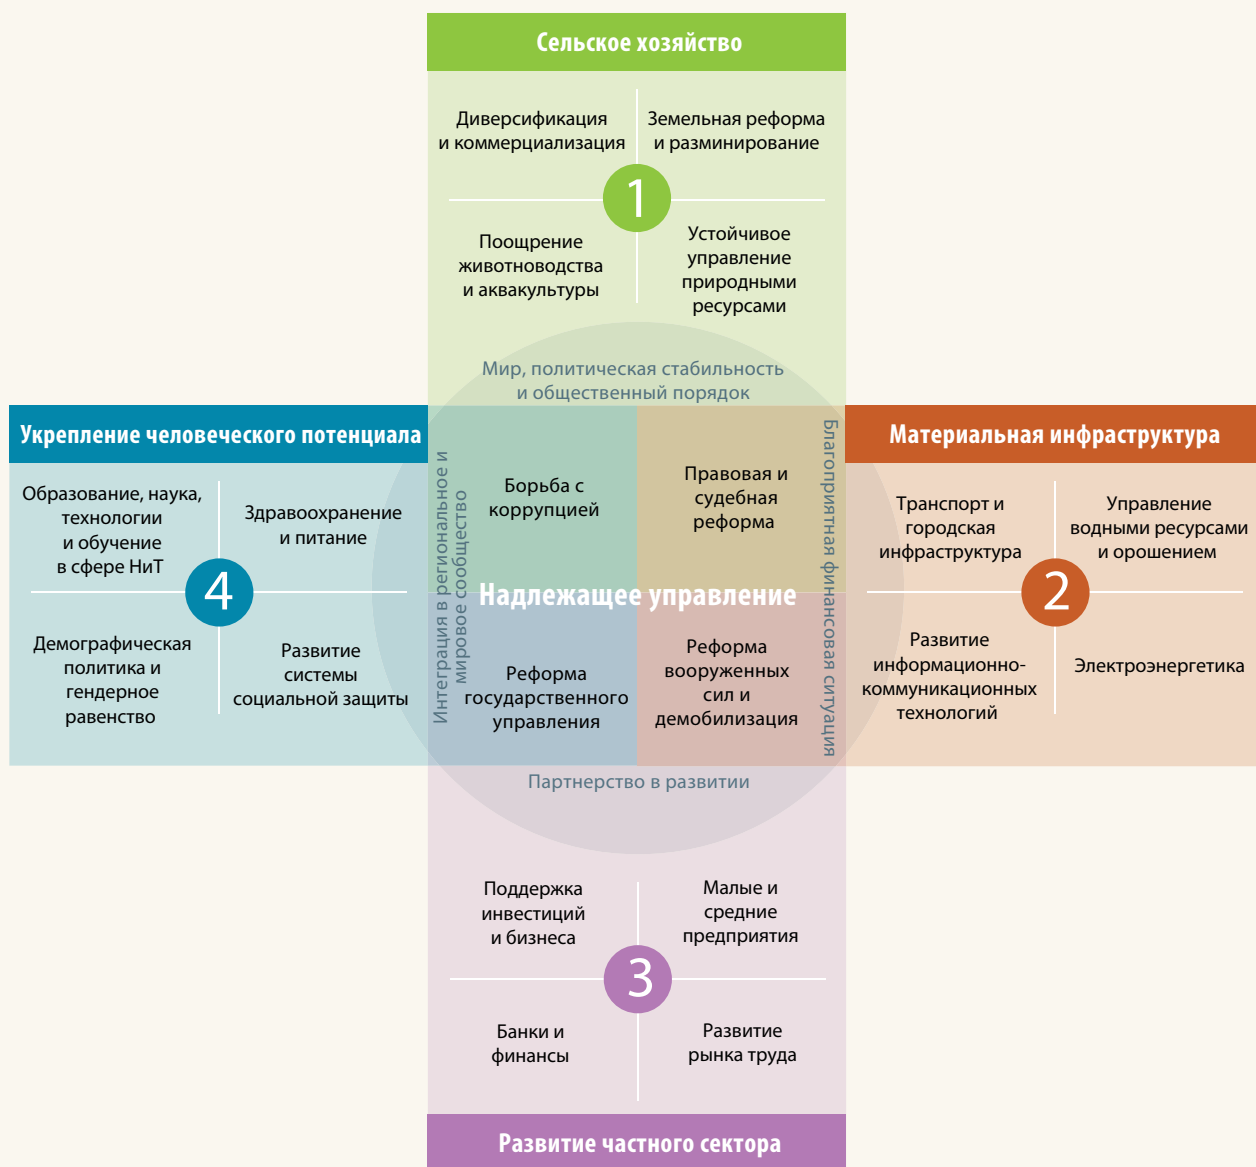 Сельское хозяйство
Диверсификация
и коммерциализация
Земельная реформа
и разминирование
1
Поощрение
животноводства
и аквакультуры
Устойчивое
управление
природными
ресурсами
Мир, политическая стабильность
и общественный порядок
Укрепление человеческого потенциала
Образование, наука,
технологии
и обучение
в сфере НиТ
Здравоохранение
и питание
4
Демографическая
политика и
гендерное
равенство
Развитие
системы
социальной защиты
Интеграция в региональное и
мировое сообщество
Борьба с
коррупцией
Правовая и
судебная
реформа
Надлежащее управление
Реформа
государственного
управления
Реформа
вооруженных
сил и
демобилизация
Благоприятная финансовая ситуация
Материальная инфраструктура
Транспорт и
городская
инфраструктура
Управление
водными ресурсами
и орошением
2
Развитие
информационно-
коммуникационных
технологий
Электроэнергетика
Партнерство в развитии
Поддержка
инвестиций
и бизнеса
Малые и
средние
предприятия
3
Банки и
финансы
Развитие
рынка труда
Развитие частного сектора